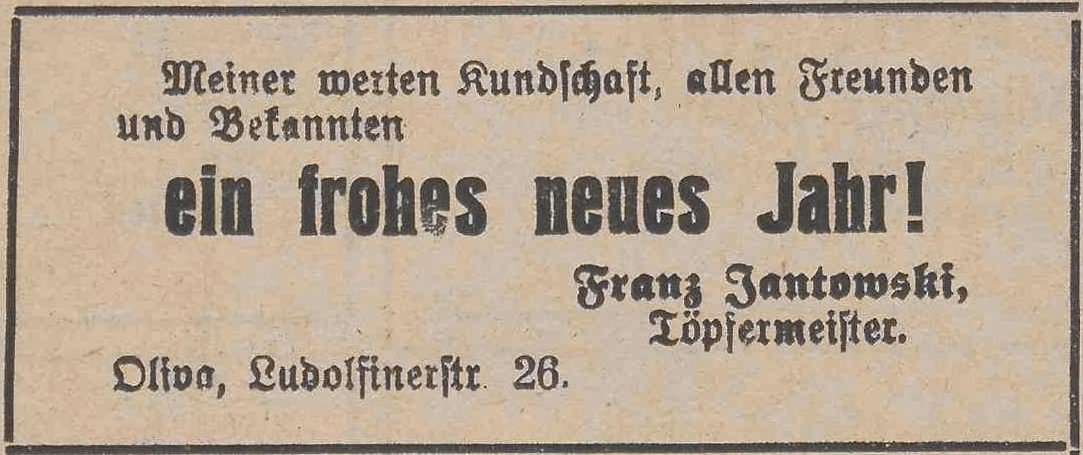 Meiner werten Kundschaft, allen Freunden
und Bekannten
ein frohes neues Jahr!
Franz Jantowski,
Töpfermeister.
Oliva, Ludolfinerstr. 26.